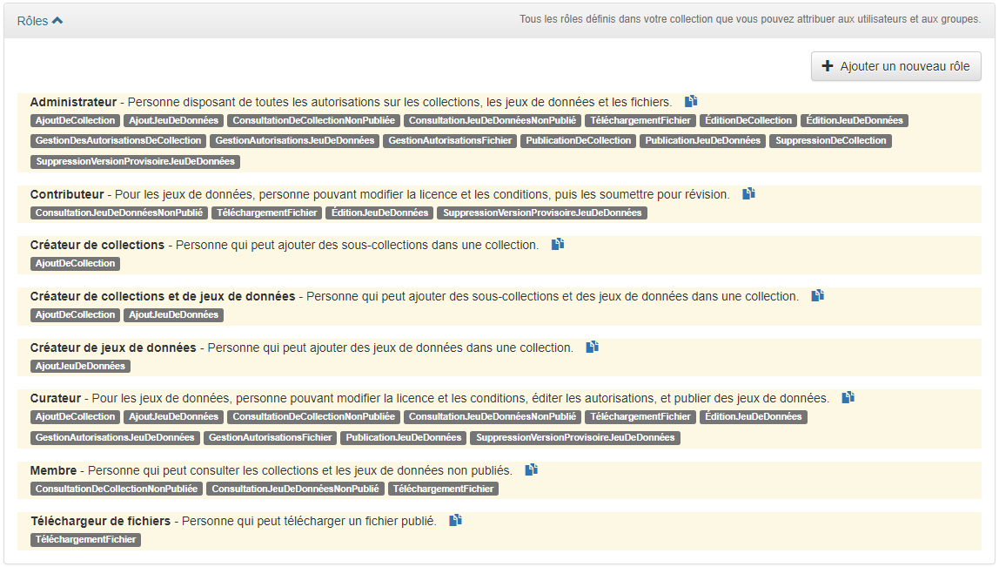 Rôles
Tous les rôles définis dans votre collection que vous pouvez attribuer aux utilisateurs et aux groupes.
Ajouter un nouveau rôle
Administrateur - Personne disposant de toutes les autorisations sur les collections, les jeux de données et les fichiers.
AjoutDeCollection AjoutJeuDeDonnées ConsultationDeCollectionNonPubliée ConsultationJeuDeDonnéesNonPublié TéléchargementFichier ÉditionDeCollection ÉditionJeuDeDonnées
GestionDesAutorisationsDeCollection GestionAutorisationsJeuDeDonnées GestionAutorisationsFichier PublicationDeCollection PublicationJeuDeDonnées SuppressionDeCollection
SuppressionVersionProvisoireJeuDeDonnées
Contributeur - Pour les jeux de données, personne pouvant modifier la licence et les conditions, puis les soumettre pour révision.
ConsultationJeuDeDonnéesNonPublié TéléchargementFichier ÉditionJeuDeDonnées SuppressionVersionProvisoireJeuDeDonnées
Créateur de collections - Personne qui peut ajouter des sous-collections dans une collection.
AjoutDeCollection
Créateur de collections et de jeux de données - Personne qui peut ajouter des sous-collections et des jeux de données dans une collection.
AjoutDeCollection AjoutJeuDeDonnées
Créateur de jeux de données - Personne qui peut ajouter des jeux de données dans une collection.
AjoutJeuDeDonnées
Curateur - Pour les jeux de données, personne pouvant modifier la licence et les conditions, éditer les autorisations, et publier des jeux de données.
AjoutDeCollection AjoutJeuDeDonnées ConsultationDeCollectionNonPubliée ConsultationJeuDeDonnéesNonPublié TéléchargementFichier ÉditionJeuDeDonnées
GestionAutorisationsJeuDeDonnées GestionAutorisationsFichier PublicationJeuDeDonnées SuppressionVersionProvisoireJeuDeDonnées
Membre - Personne qui peut consulter les collections et les jeux de données non publiés.
ConsultationDeCollectionNonPubliée ConsultationJeuDeDonnéesNonPublié TéléchargementFichier
Téléchargeur de fichiers - Personne qui peut télécharger un fichier publié.
TéléchargementFichier